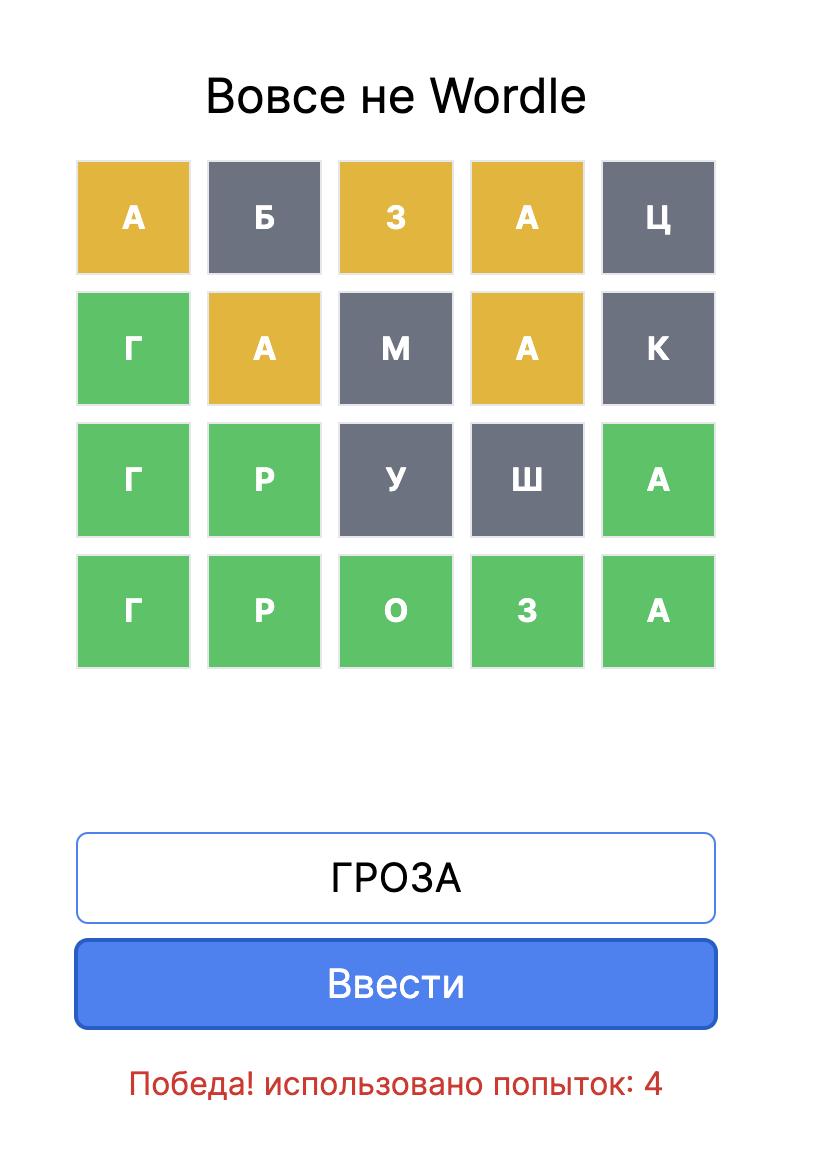 Вовсе не Wordle
А Б З А Ц
Г А М А К
Г Р У Ш А
Г Р О З А
ГРОЗА
Ввести
Победа! использовано попыток: 4